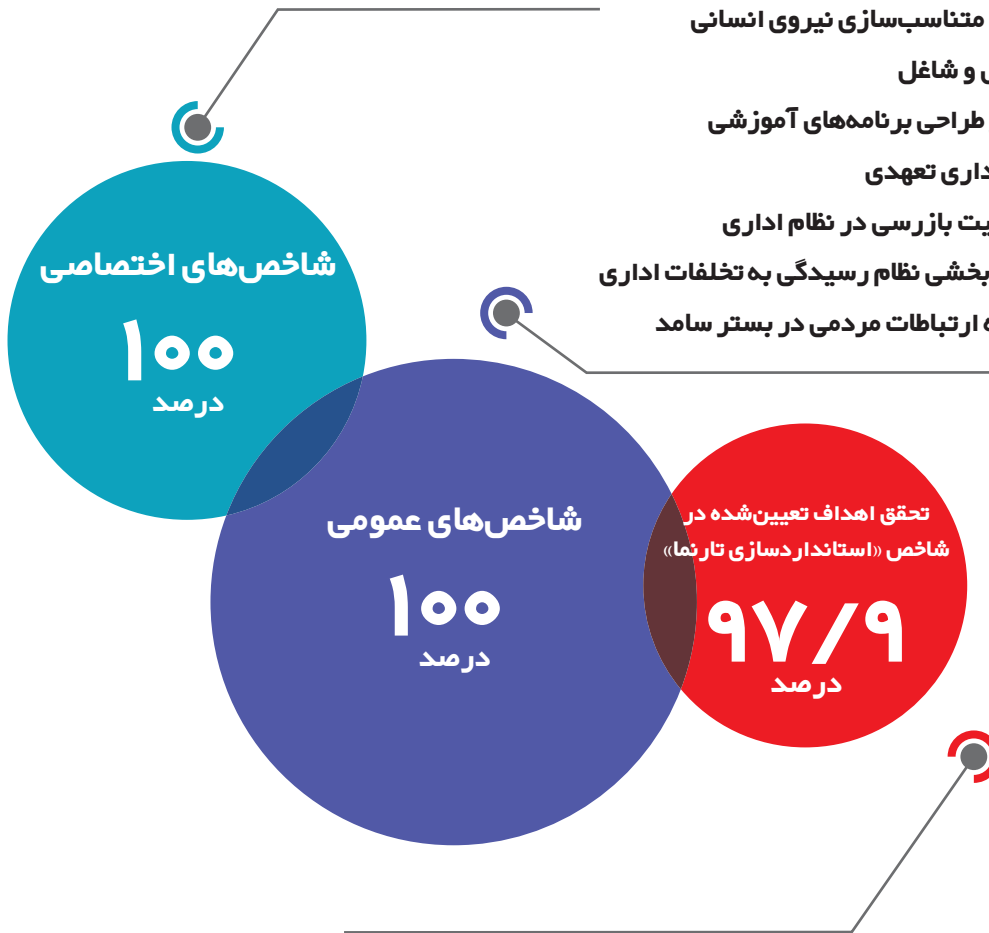 متناسب‌سازی نیروی انسانی
و شاغل
طراحی برنامه‌های آموزشی
تعهدی
بازرسی در نظام اداری
نظام رسیدگی به تخلفات اداری
ارتباطات مردمی در بستر سامد
شاخص‌های اختصاصی
۱۰۰
درصد
شاخص‌های عمومی
۱۰۰
درصد
تحقق اهداف تعیین‌شده در
شاخص «استانداردسازی تارنما»
۹۷/۹
درصد